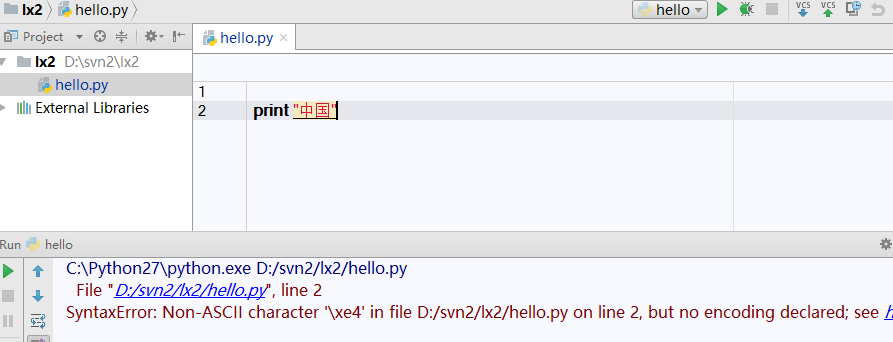 lx2 hello.py hello VCS VCS
Project hello.py
lx2 D:\svn2\lx2
hello.py
External Libraries
1
2 print "中国"
Run hello
C:\Python27\python.exe D:/svn2/lx2/hello.py
File "D:/svn2/lx2/hello.py", line 2
SyntaxError: Non-ASCII character '\xe4' in file D:/svn2/lx2/hello.py on line 2, but no encoding declared; see h